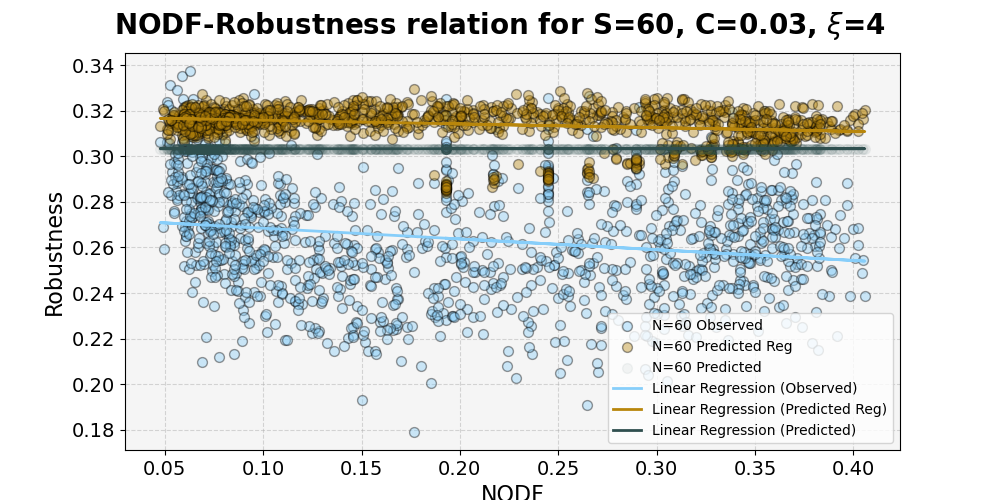 NODF-Robustness relation for S=60, C=0.03, ξ=4
Robustness
0.34
0.32
0.30
0.28
0.26
0.24
0.22
0.20
0.18
N=60 Observed
N=60 Predicted Reg
N=60 Predicted
Linear Regression (Observed)
Linear Regression (Predicted Reg)
Linear Regression (Predicted)
0.05 0.10 0.15 0.20 0.25 0.30 0.35 0.40
NODF